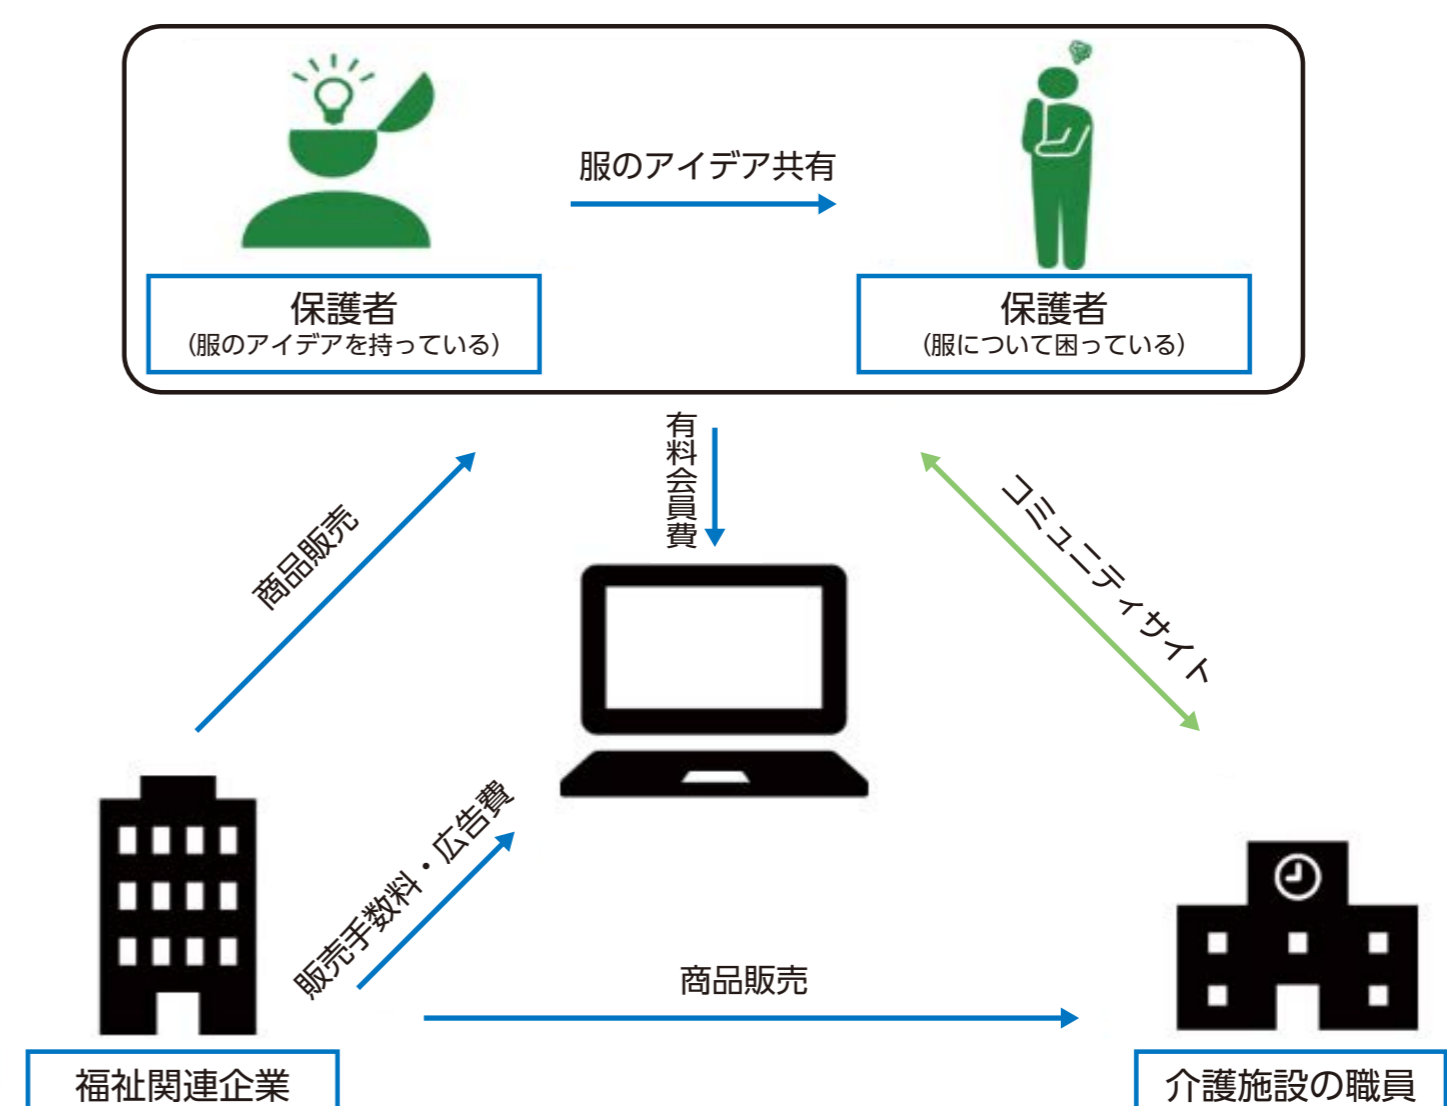 服のアイデア共有
保護者
（服のアイデアを持っている）
保護者
（服について困っている）
有料会員費
商品販売
コミュニティサイト
販売手数料・広告費
商品販売
福祉関連企業
介護施設の職員